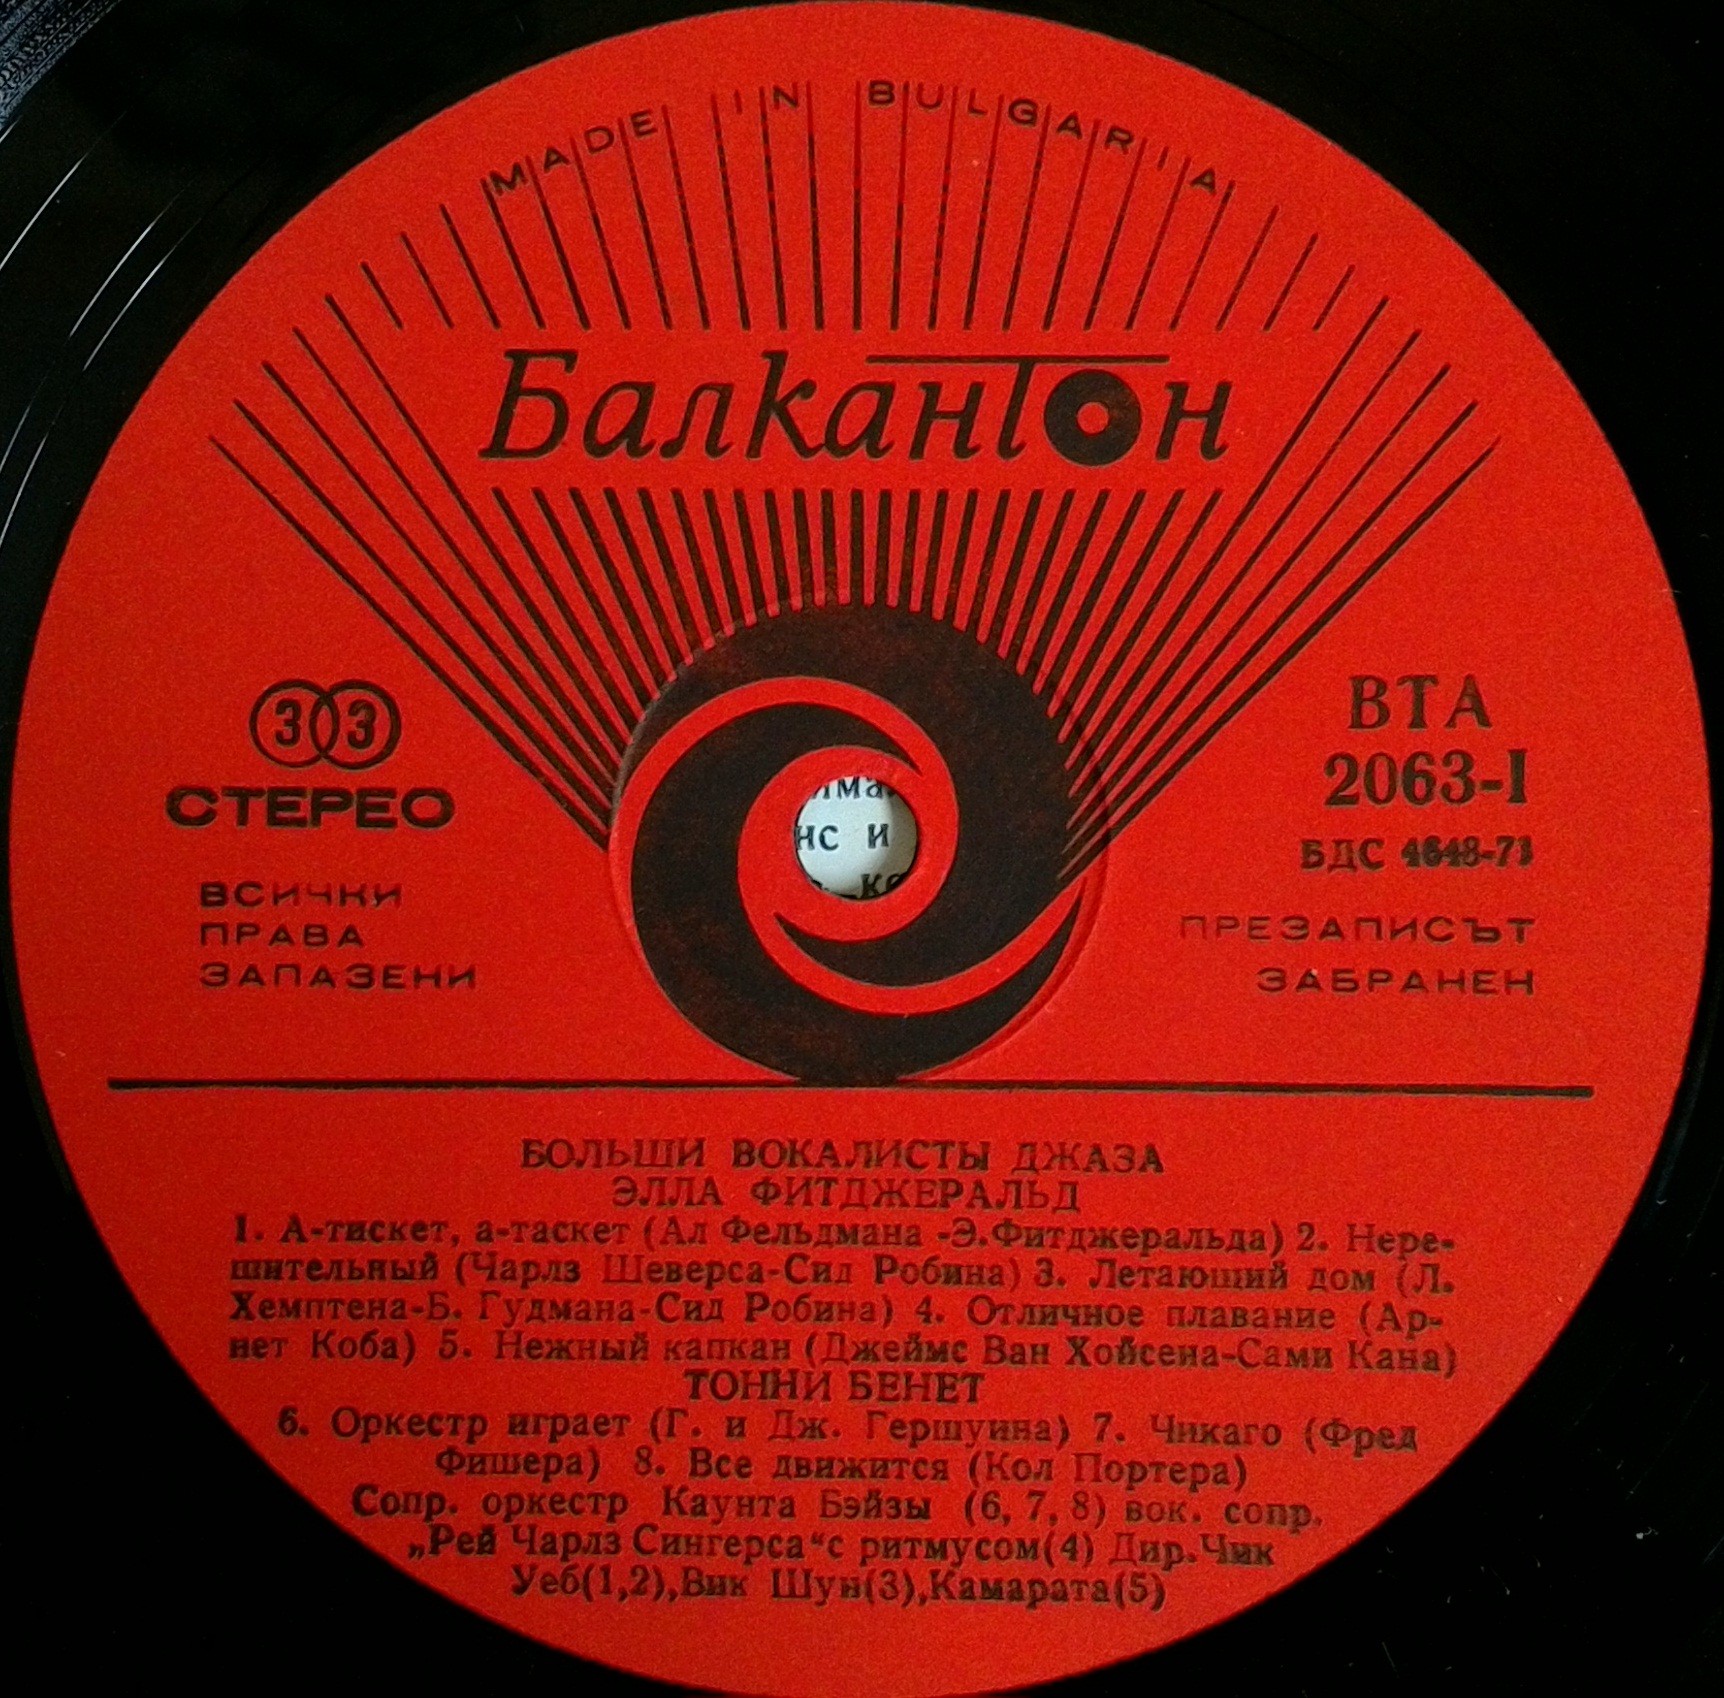 MADE IN BULGARIA
Балкантон
33
СТЕРЕО
ВСИЧКИ
ПРАВА
ЗАПАЗЕНИ
ВТА
2063-I
БДС 4648-71
ПРЕЗАПИСЪТ
ЗАБРАНЕН
нс и
БОЛЬШИ ВОКАЛИСТЫ ДЖАЗА
ЭЛЛА ФИТДЖЕРАЛЬД
1. А-тискет, а-таскет (Ал Фельдмана -Э.Фитджеральда) 2. Нере-
шительный (Чарлз Шеверса-Сид Робина) 3. Летаюший дом (Л.
Хемптена-Б. Гудмана-Сид Робина) 4. Отличное плавание (Ар-
нет Коба) 5. Нежный капкан (Джеймс Ван Хойсена-Сами Кана)
ТОННИ БЕНЕТ
6. Оркестр играет (Г. и Дж. Гершуина) 7. Чикаго (Фред
Фишера) 8. Все движится (Кол Портера)
Сопр. оркестр Каунта Бэйзы (6, 7, 8) вок. сопр.
„Рей Чарлз Сингерса“ с ритмусом(4) Дир.Чик
Уеб(1,2),Вик Шун(3),Камарата(5)